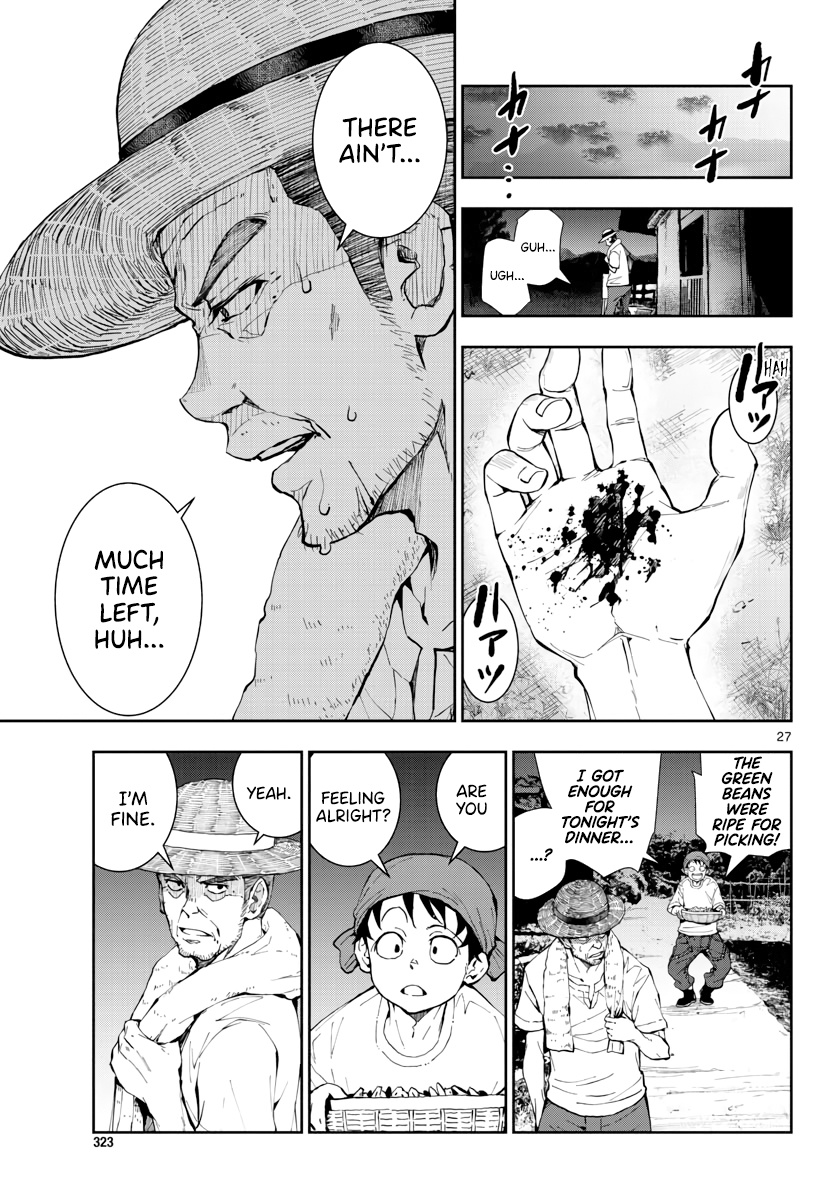 カナ
カナ
カナ...
GUH...
UGH...
HAH
ハァッ
ハァッ
THERE
AIN'T...
MUCH
TIME
LEFT,
HUH...
27
THE
GREEN
BEANS
WERE
RIPE FOR
PICKING!
I GOT
ENOUGH
FOR
TONIGHT'S
DINNER...
...?
ARE
YOU
FEELING
ALRIGHT?
YEAH.
I'M
FINE.
323